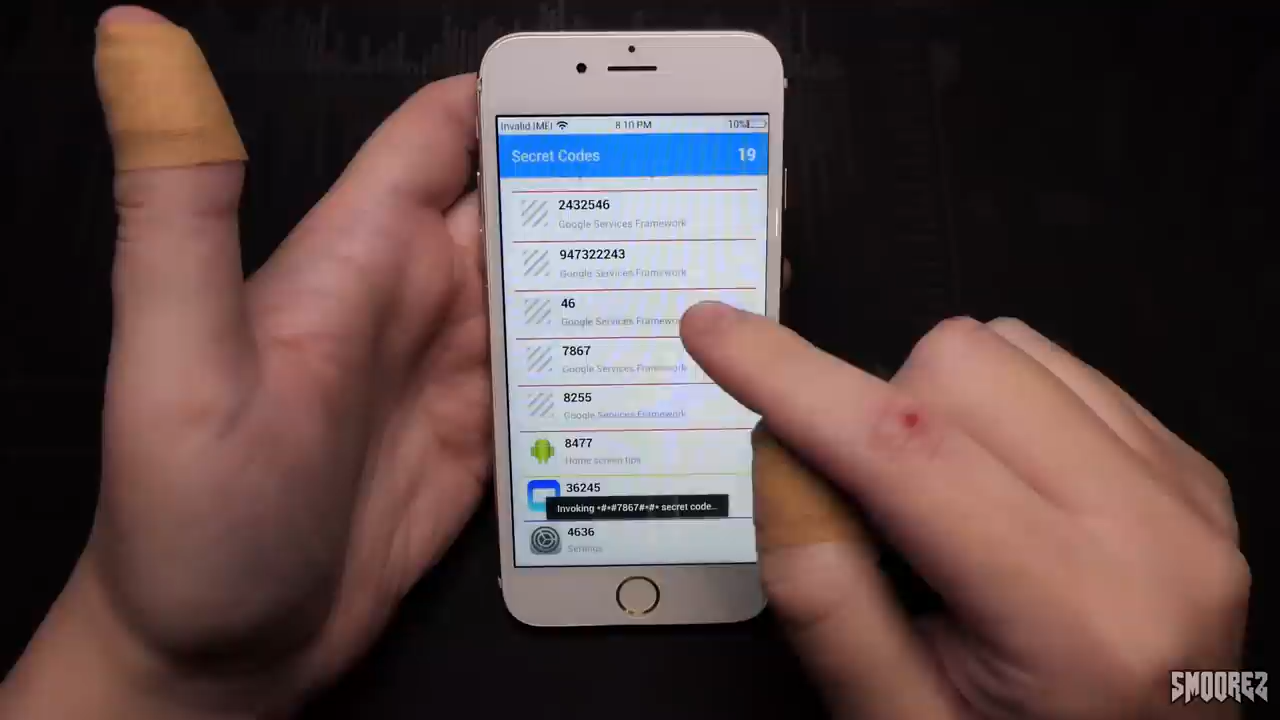 Invalid IMEI 8:10 PM 10%
Secret Codes 19
2432546
Google Services Framework
947322243
Google Services Framework
46
Google Services Framework
7867
Google Services Framework
8255
Google Services Framework
8477
Home screen tips
36245
Invoking *#*#7867#*#* secret code...
4636
Settings
SMOOREZ